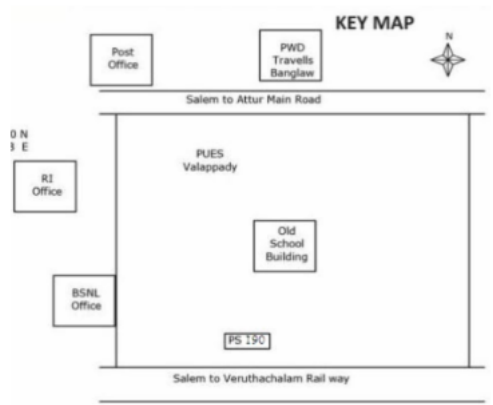 KEY MAP
N
Post
Office
PWD
Travells
Banglaw
Salem to Attur Main Road
0 N
E
PUES
Valappady
RI
Office
Old
School
Building
BSNL
Office
PS 190
Salem to Veruthachalam Rail way